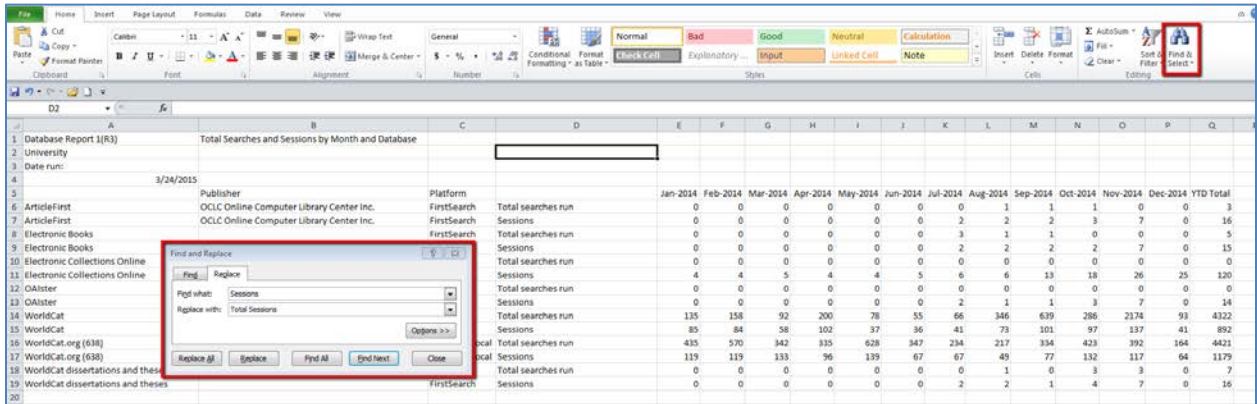 File Home Insert Page Layout Formulas Data Review View
Cut
Copy
Format Painter
Paste
Calibri 11
Wrap Text
Merge & Center
General
Conditional Formatting
Format as Table
Normal Bad Good Neutral Calculation
Check Cell Explanatory ... Input Linked Cell Note
Insert Delete Format
AutoSum
Fill
Clear
Sort & Filter
Find & Select
Clipboard Font Alignment Number Styles Cells Editing
D2 fx
A B C D E F G H I J K L M N O P Q
1 Database Report 1(R3) Total Searches and Sessions by Month and Database
2 University
3 Date run:
4 3/24/2015
5 Publisher Platform Jan-2014 Feb-2014 Mar-2014 Apr-2014 May-2014 Jun-2014 Jul-2014 Aug-2014 Sep-2014 Oct-2014 Nov-2014 Dec-2014 YTD Total
6 ArticleFirst OCLC Online Computer Library Center Inc. FirstSearch Total searches run 0 0 0 0 0 0 0 1 1 1 0 0 3
7 ArticleFirst OCLC Online Computer Library Center Inc. FirstSearch Sessions 0 0 0 0 0 0 2 2 2 3 7 0 16
8 Electronic Books FirstSearch Total searches run 0 0 0 0 0 0 3 1 1 0 0 0 5
9 Electronic Books Sessions 0 0 0 0 0 0 2 2 2 2 7 0 15
10 Electronic Collections Online Total searches run 0 0 0 0 0 0 0 0 0 0 0 0 0
11 Electronic Collections Online Sessions 4 4 5 4 4 5 6 6 13 18 26 25 120
12 OAIster Total searches run 0 0 0 0 0 0 0 0 0 0 0 0 0
13 OAIster Sessions 0 0 0 0 0 0 2 1 1 3 7 0 14
14 WorldCat Total searches run 135 158 92 200 78 55 66 346 639 286 2174 93 4322
15 WorldCat Sessions 85 84 58 102 37 36 41 73 101 97 137 41 892
16 WorldCat.org (638) ocal Total searches run 435 570 342 335 628 347 234 217 334 423 392 164 4421
17 WorldCat.org (638) ocal Sessions 119 119 133 96 139 67 67 49 77 132 117 64 1179
18 WorldCat dissertations and these Total searches run 0 0 0 0 0 0 0 1 0 3 3 0 7
19 WorldCat dissertations and theses FirstSearch Sessions 0 0 0 0 0 0 2 2 1 4 7 0 16
20
Find and Replace
Find Replace
Find what: Sessions
Replace with: Total Sessions
Options >>
Replace All Replace Find All Find Next Close